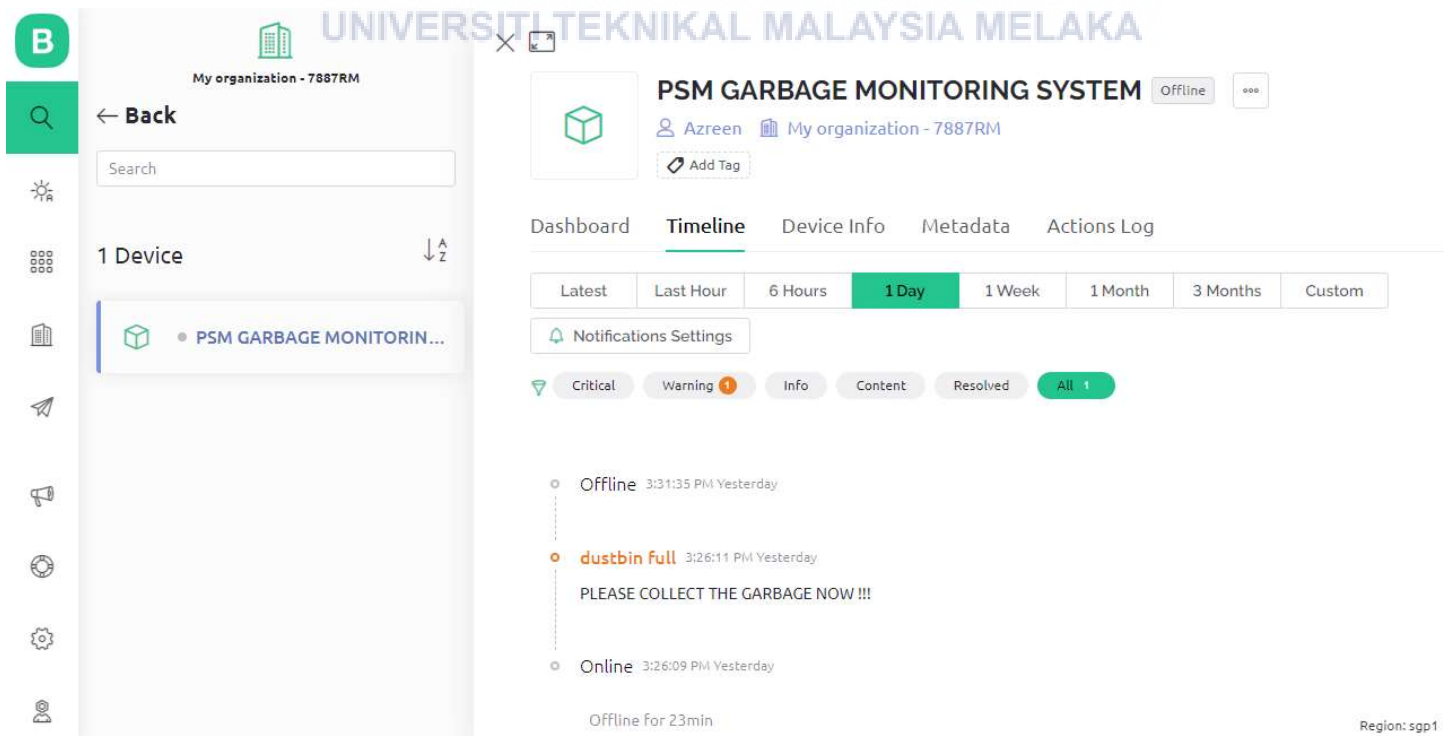 UNIVERSITI TEKNIKAL MALAYSIA MELAKA
B
My organization - 7887RM
← Back
Search
1 Device
A
Z
PSM GARBAGE MONITORIN...
PSM GARBAGE MONITORING SYSTEM Offline
Azreen My organization - 7887RM
Add Tag
Dashboard Timeline Device Info Metadata Actions Log
Latest Last Hour 6 Hours 1 Day 1 Week 1 Month 3 Months Custom
Notifications Settings
Critical Warning 1 Info Content Resolved All 1
Offline 3:31:35 PM Yesterday
dustbin full 3:26:11 PM Yesterday
PLEASE COLLECT THE GARBAGE NOW !!!
Online 3:26:09 PM Yesterday
Offline for 23min
Region: sgp1